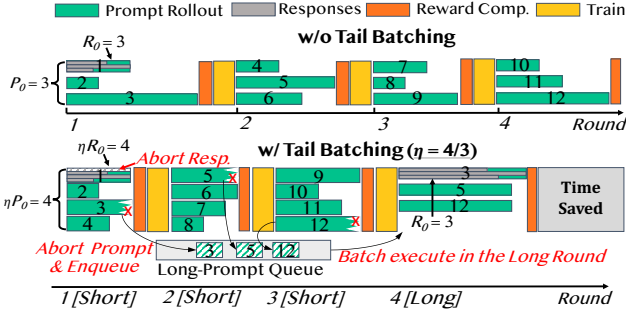 Prompt Rollout Responses Reward Comp. Train
w/o Tail Batching
R0=3
P0=3
1 4 7 10
2 5 8 11
3 6 9 12
1 2 3 4 Round
w/ Tail Batching (η = 4/3)
ηR0=4
Abort Resp.
ηP0=4
1 5 x 9 3
2 6 10 5
3 x 7 11 12
4 8 12 x
R0=3
Time
Saved
Abort Prompt
& Enqueue
3 5 12
Long-Prompt Queue
Batch execute in the Long Round
1 [Short] 2 [Short] 3 [Short] 4 [Long] Round